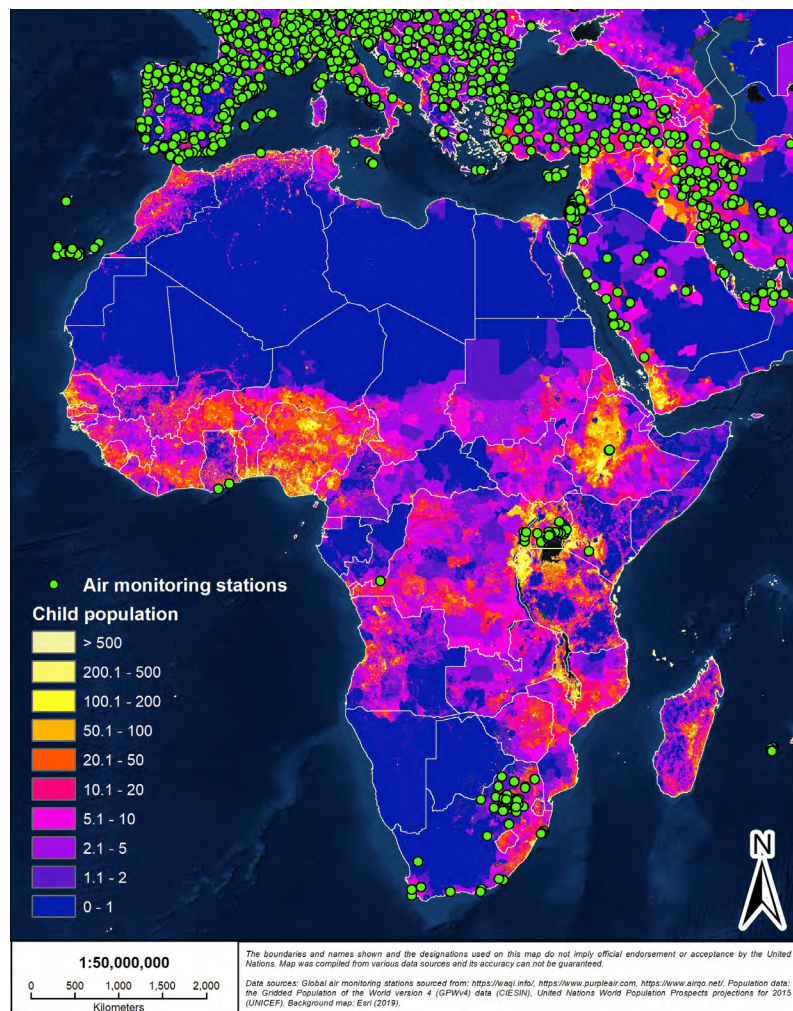 Air monitoring stations
Child population
> 500
200.1 - 500
100.1 - 200
50.1 - 100
20.1 - 50
10.1 - 20
5.1 - 10
2.1 - 5
1.1 - 2
0 - 1
N
1:50,000,000
0 500 1,000 1,500 2,000
Kilometers
The boundaries and names shown and the designations used on this map do not imply official endorsement or acceptance by the United
Nations. Map was compiled from various data sources and its accuracy can not be guaranteed.
Data sources: Global air monitoring stations sourced from: https://waqi.info/, https://www.purpleair.com, https://www.airqo.net/. Population data:
the Gridded Population of the World version 4 (GPWv4) data (CIESIN), United Nations World Population Prospects projections for 2015
(UNICEF). Background map: Esri (2019).